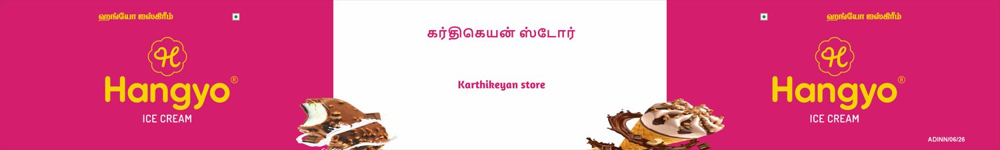 ஹங்யோ ஐஸ்கிரீம்
H
Hangyo®
ICE CREAM
கர்திகெயன் ஸ்டோர்
Karthikeyan store
ஹங்யோ ஐஸ்கிரீம்
H
Hangyo®
ICE CREAM
ADINN/06/26